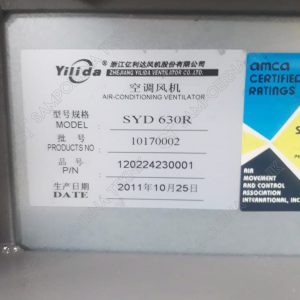 Yilida
浙江亿利达风机股份有限公司
ZHEJIANG YILIDA VENTILATOR CO.,LTD.
空调风机
AIR-CONDITIONING VENTILATOR
型号规格
MODEL SYD 630R
批 号
PRODUCTS NO 10170002
品 号
P/N 120224230001
生产日期
DATE 2011年10月25日
amca
CERTIFIED
RATINGS
AIR
MOVEMENT
AND CONTROL
ASSOCIATION
INTERNATIONAL, INC